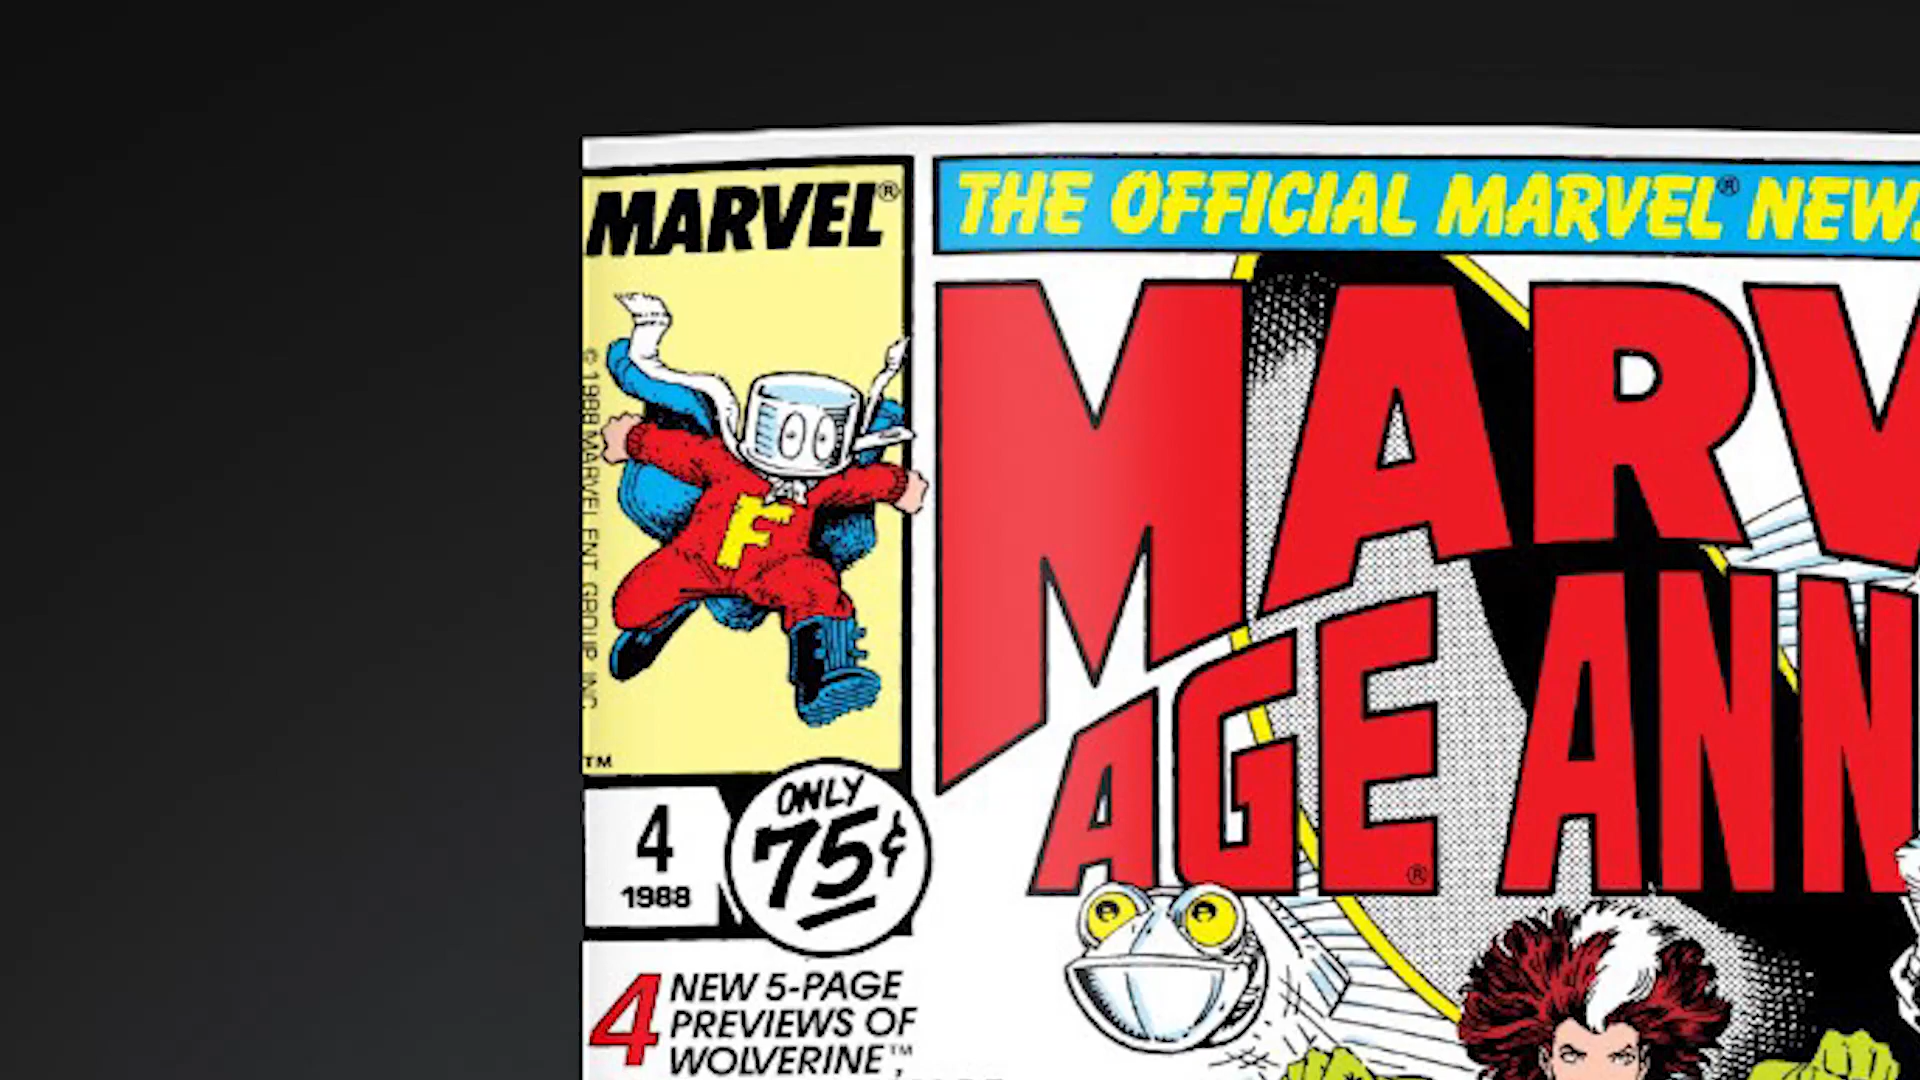 MARVEL®
THE OFFICIAL MARVEL® NEWS
MARV
AGE ANN
®
F
© 1988 MARVEL ENT. GROUP, INC.
TM
ONLY
75¢
4
1988
4 NEW 5-PAGE
PREVIEWS OF
WOLVERINE™,